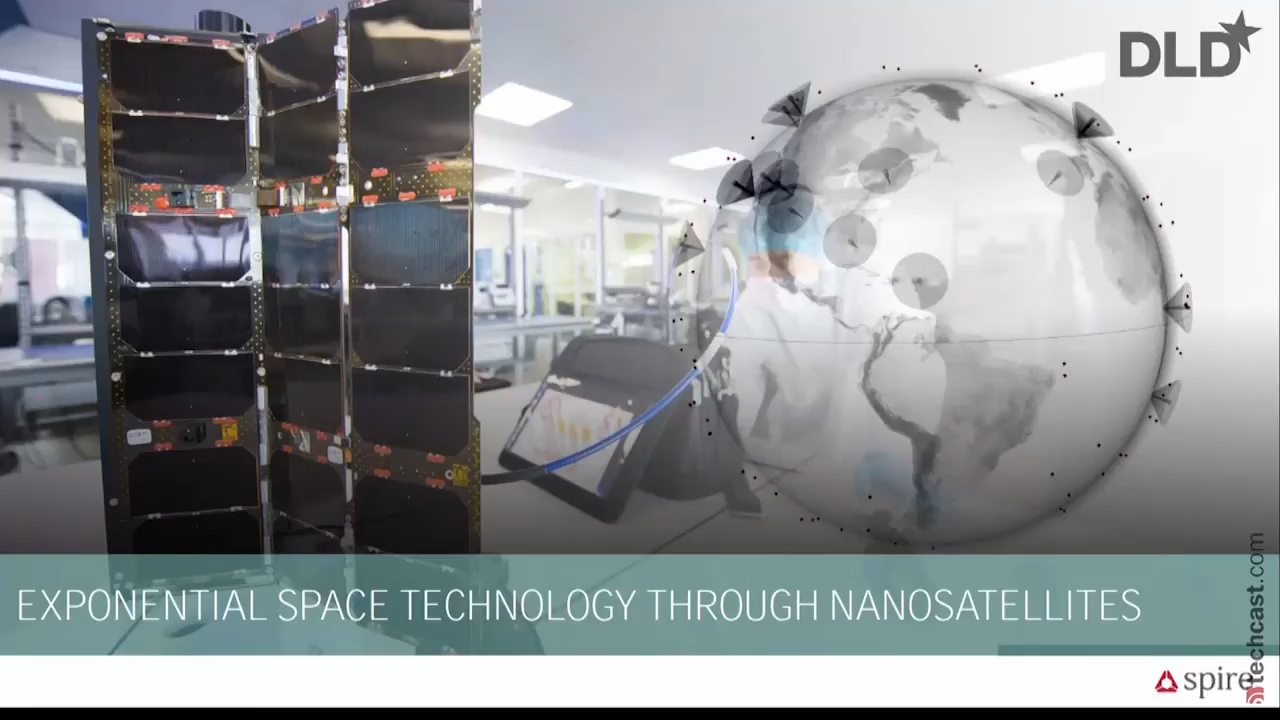 DLD
EXPONENTIAL SPACE TECHNOLOGY THROUGH NANOSATELLITES
spire
techcast.com